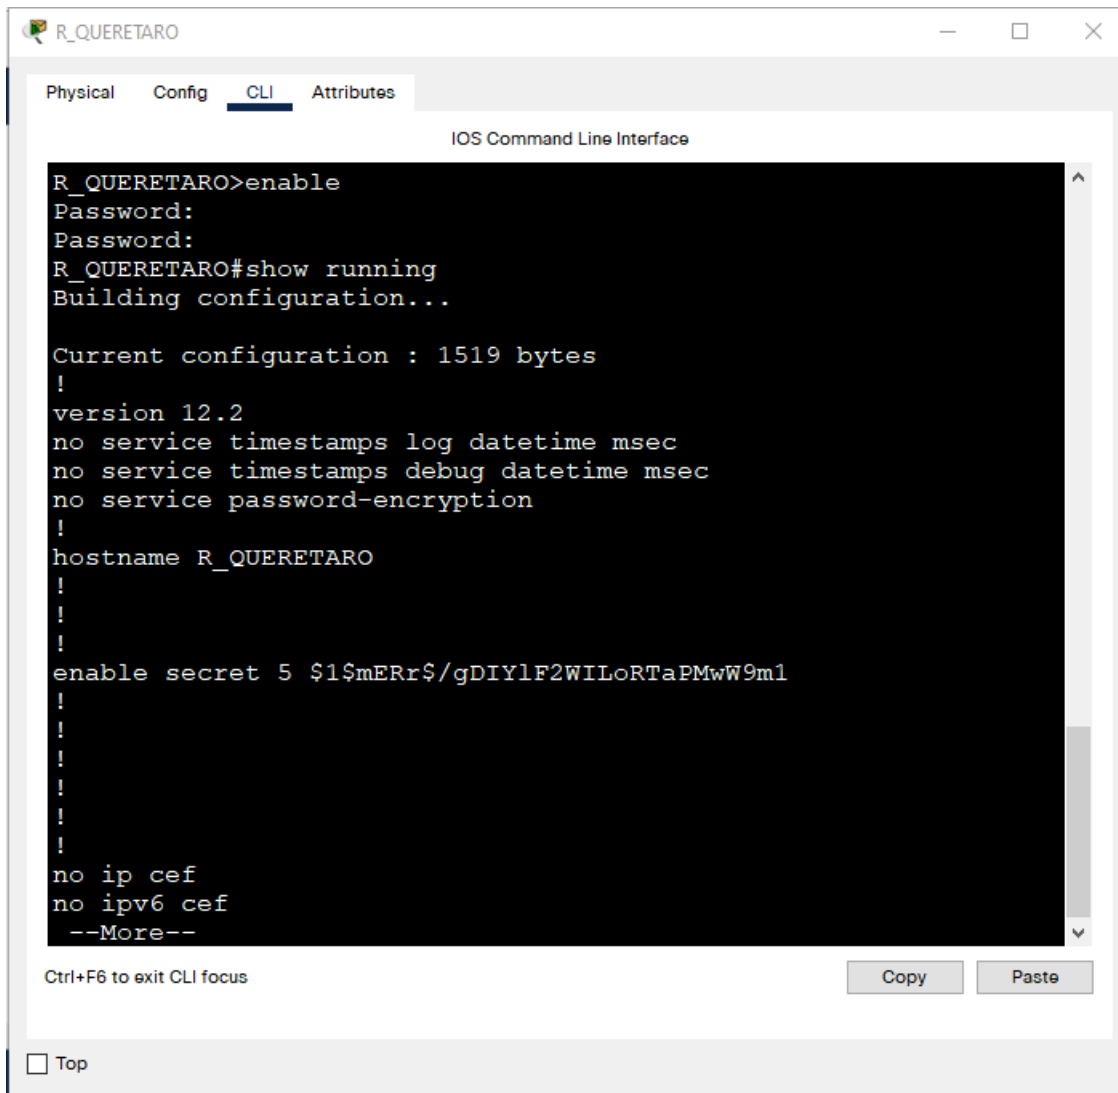 R_QUERETARO
Physical Config CLI Attributes
IOS Command Line Interface
R_QUERETARO>enable
Password:
Password:
R_QUERETARO#show running
Building configuration...
Current configuration : 1519 bytes
!
version 12.2
no service timestamps log datetime msec
no service timestamps debug datetime msec
no service password-encryption
!
hostname R_QUERETARO
!
!
!
enable secret 5 $1$mERr$/gDIYlF2WILoRTaPMwW9m1
!
!
!
!
!
!
no ip cef
no ipv6 cef
--More--
Ctrl+F6 to exit CLI focus
Copy Paste
Top